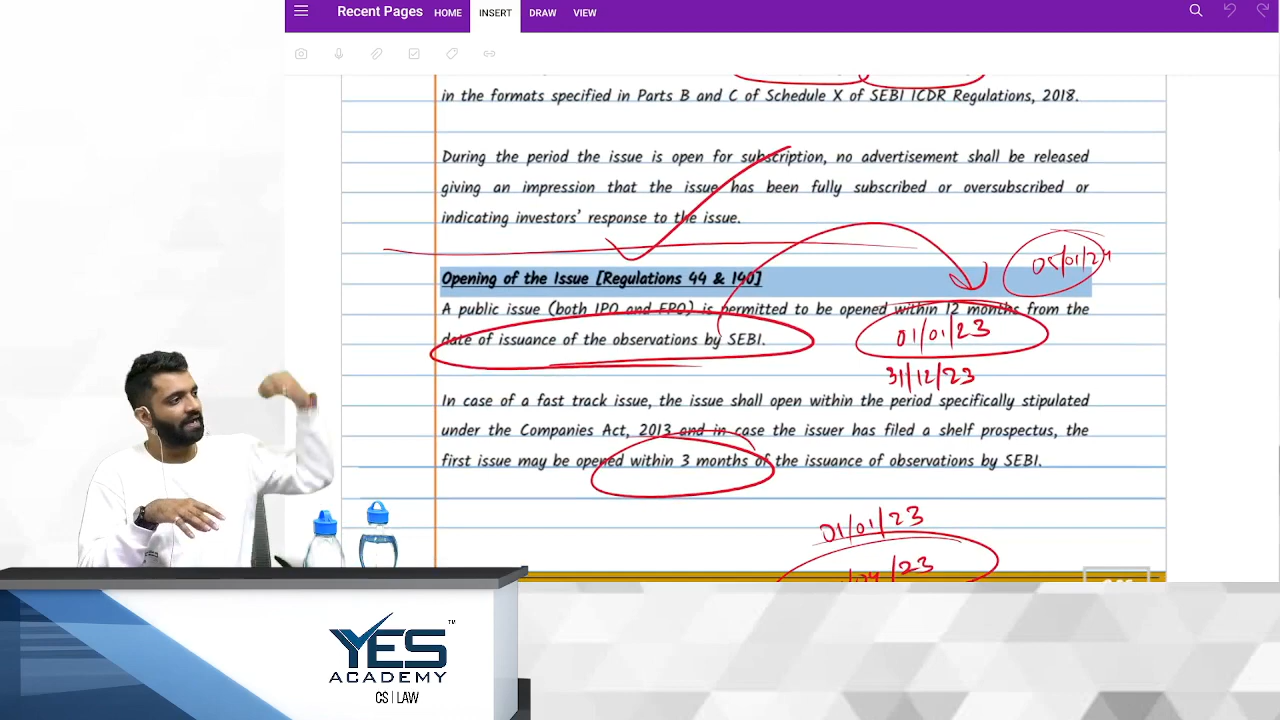 Recent Pages HOME INSERT DRAW VIEW
in the formats specified in Parts B and C of Schedule X of SEBI ICDR Regulations, 2018.
During the period the issue is open for subscription, no advertisement shall be released
giving an impression that the issue has been fully subscribed or oversubscribed or
indicating investors' response to the issue.
05/01/24
Opening of the Issue [Regulations 44 & 140]
A public issue (both IPO and FPO) is permitted to be opened within 12 months from the
date of issuance of the observations by SEBI.
01/01/23
31/12/23
In case of a fast track issue, the issue shall open within the period specifically stipulated
under the Companies Act, 2013 and in case the issuer has filed a shelf prospectus, the
first issue may be opened within 3 months of the issuance of observations by SEBI.
01/01/23
/23
YES™
ACADEMY
CS | LAW